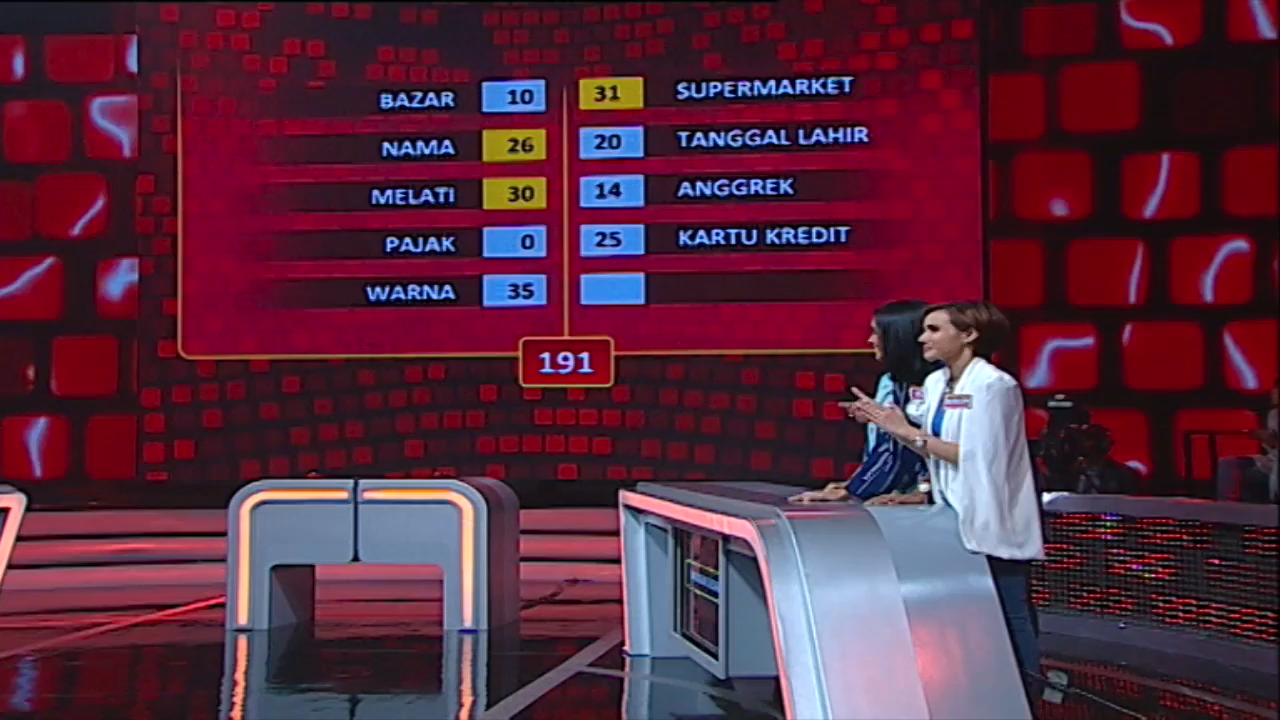 BAZAR 10
NAMA 26
MELATI 30
PAJAK 0
WARNA 35
31 SUPERMARKET
20 TANGGAL LAHIR
14 ANGGREK
25 KARTU KREDIT
191